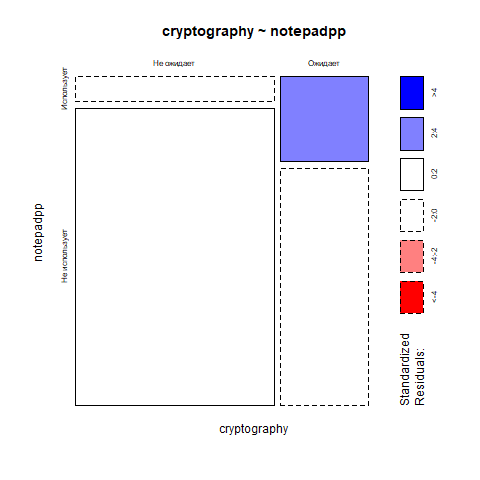 cryptography ~ notepadpp
Не ожидает
Ожидает
Использует
Не использует
notepadpp
cryptography
>4
2:4
0:2
-2:0
-4:-2
<-4
Standardized
Residuals: